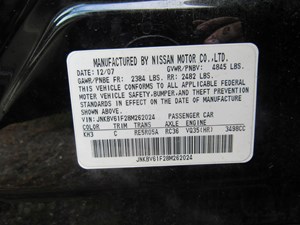 MANUFACTURED BY NISSAN MOTOR CO.,LTD.
DATE: 12/07 GVWR/PNBV: 4845 LBS.
GAWR/PNBE FR: 2384 LBS. RR: 2482 LBS.
THIS VEHICLE CONFORMS TO ALL APPLICABLE FEDERAL
MOTOR VEHICLE SAFETY,BUMPER,AND THEFT PREVENTION
STANDARDS IN EFFECT ON THE DATE OF MANUFACTURE
SHOWN ABOVE.
VIN:JNKBV61F28M262024 PASSENGER CAR
COLOR TRIM TRANS AXLE ENGINE
KH3 C RE5R05A RC36 VQ35(HR) 3498CC
JNKBV61F28M262024